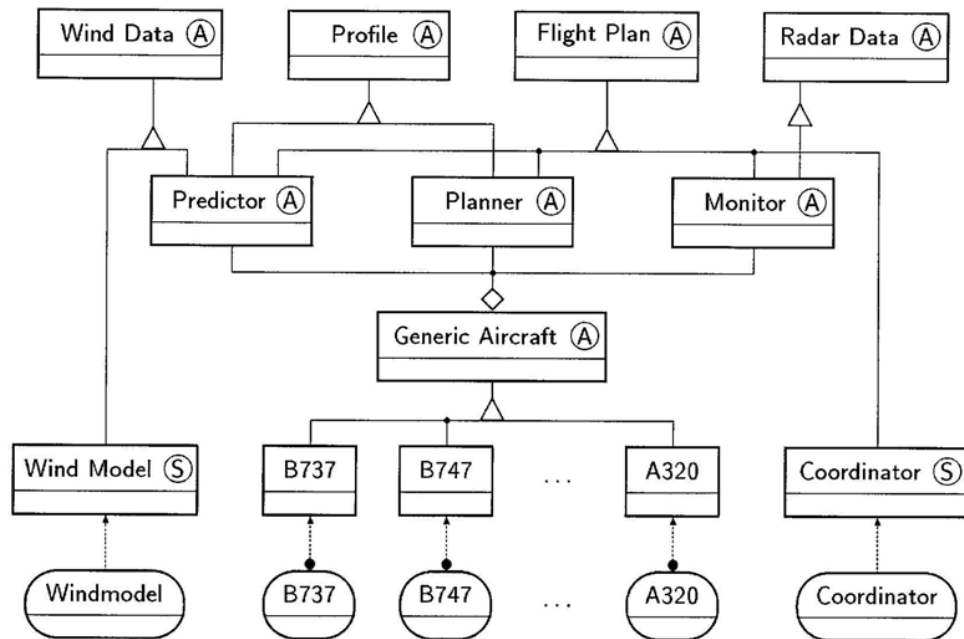 Wind Data Ⓐ
Profile Ⓐ
Flight Plan Ⓐ
Radar Data Ⓐ
Predictor Ⓐ
Planner Ⓐ
Monitor Ⓐ
Generic Aircraft Ⓐ
Wind Model Ⓢ
B737
B747
...
A320
Coordinator Ⓢ
Windmodel
B737
B747
...
A320
Coordinator